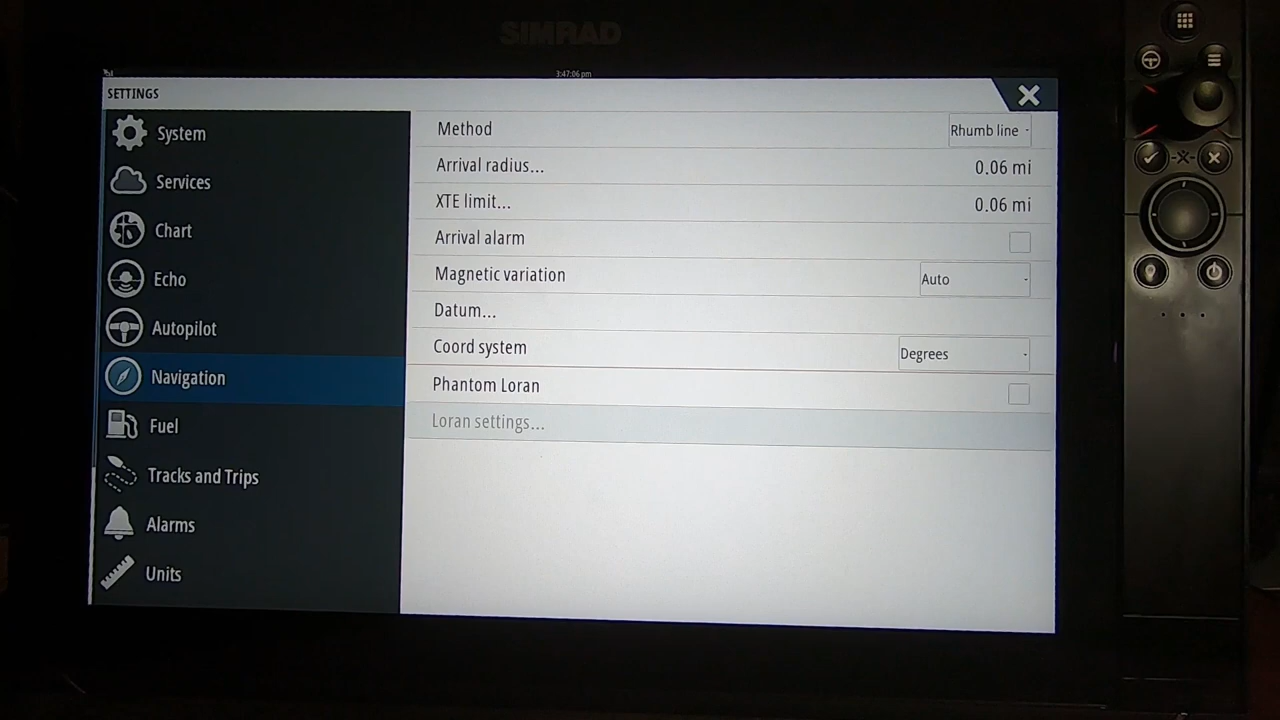 SIMRAD
3:47:06 pm
SETTINGS
System
Services
Chart
Echo
Autopilot
Navigation
Fuel
Tracks and Trips
Alarms
Units
Method Rhumb line
Arrival radius... 0.06 mi
XTE limit... 0.06 mi
Arrival alarm
Magnetic variation Auto
Datum...
Coord system Degrees
Phantom Loran
Loran settings...